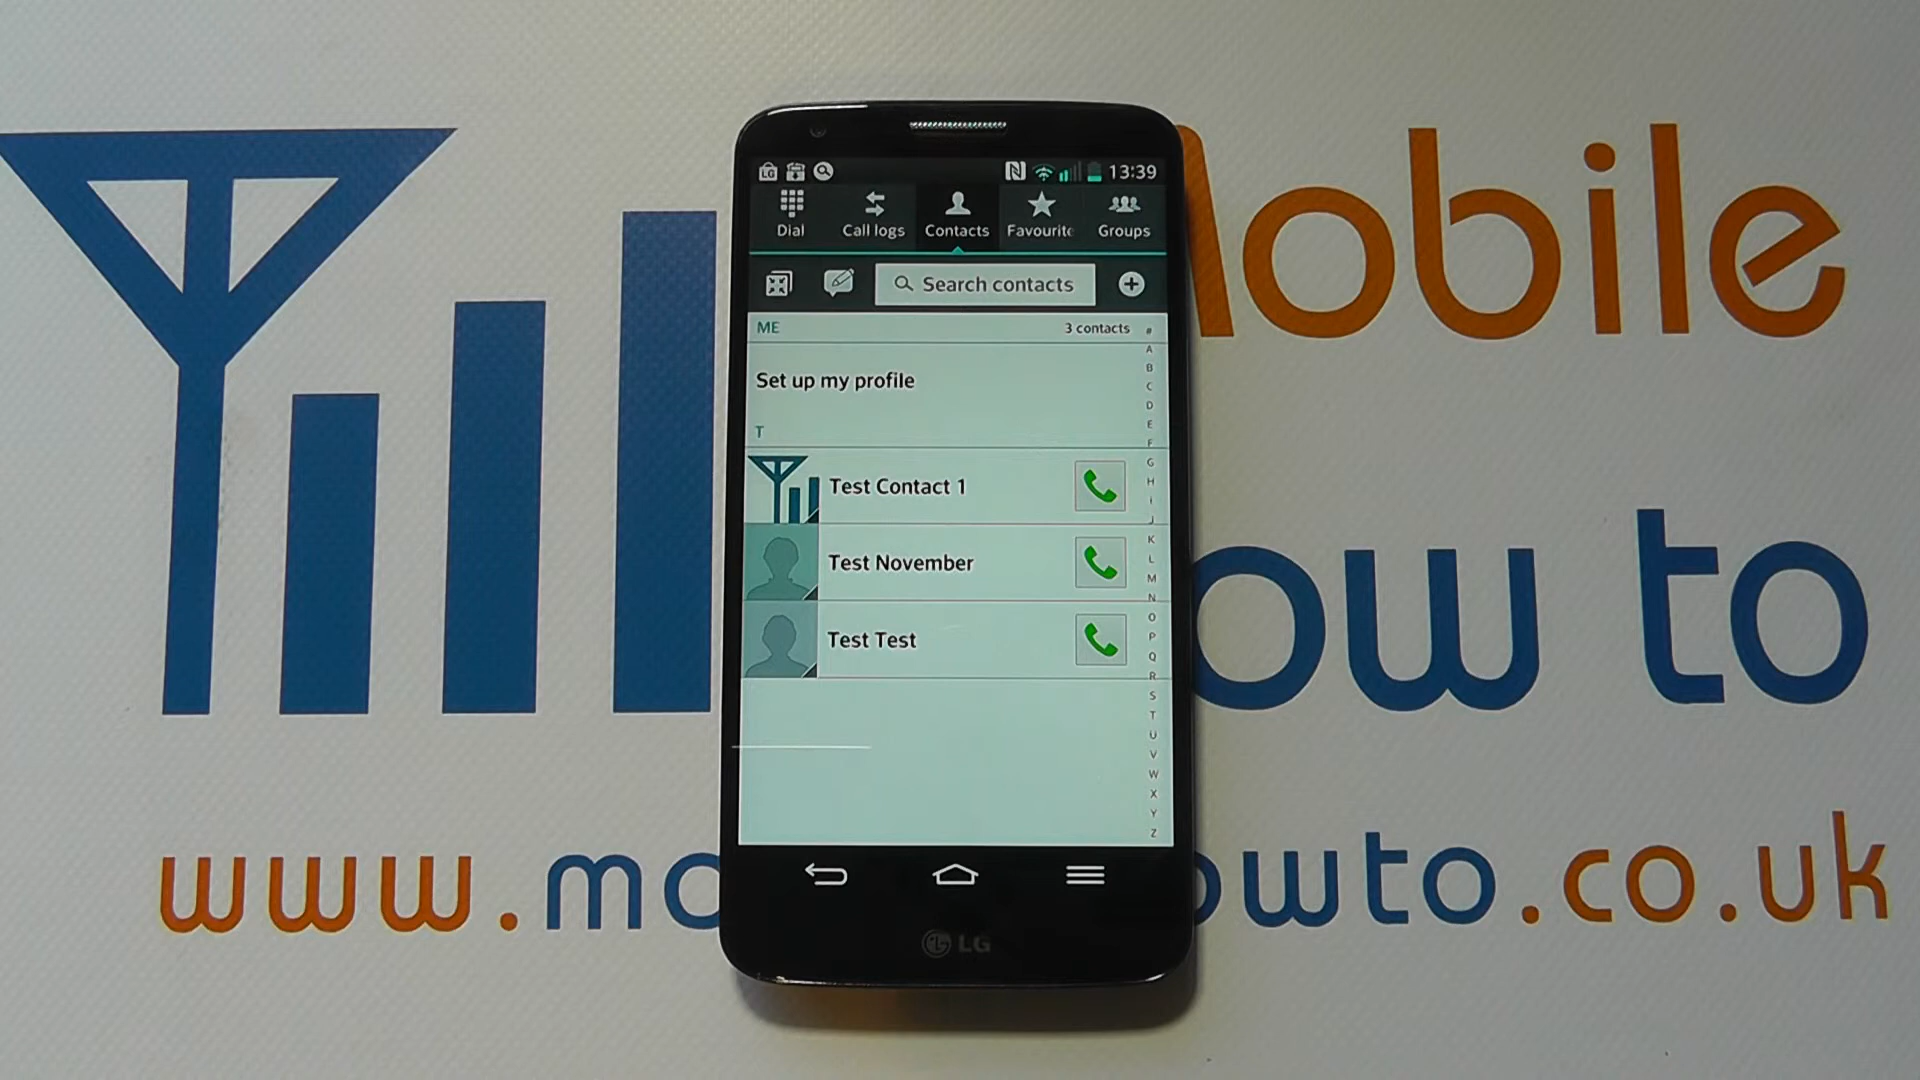 Mobile
13:39
Dial Call logs Contacts Favourite Groups
Search contacts
ME 3 contacts
#
A
B
C
D
E
F
G
H
I
J
K
L
M
N
O
P
Q
R
S
T
U
V
W
X
Y
Z
Set up my profile
T
Test Contact 1
Test November
Test Test
ow to
www.mo owto.co.uk
LG